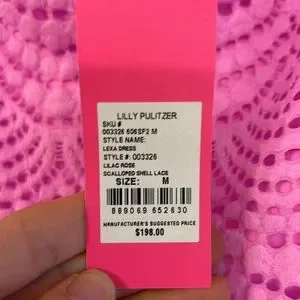 LILLY PULITZER
SKU #
003326 606SF2 M
STYLE NAME:
LEXA DRESS
STYLE #: 003326
LILAC ROSE
SCALLOPED SHELL LACE
SIZE: M
889069 652630
MANUFACTURER'S SUGGESTED PRICE
$198.00